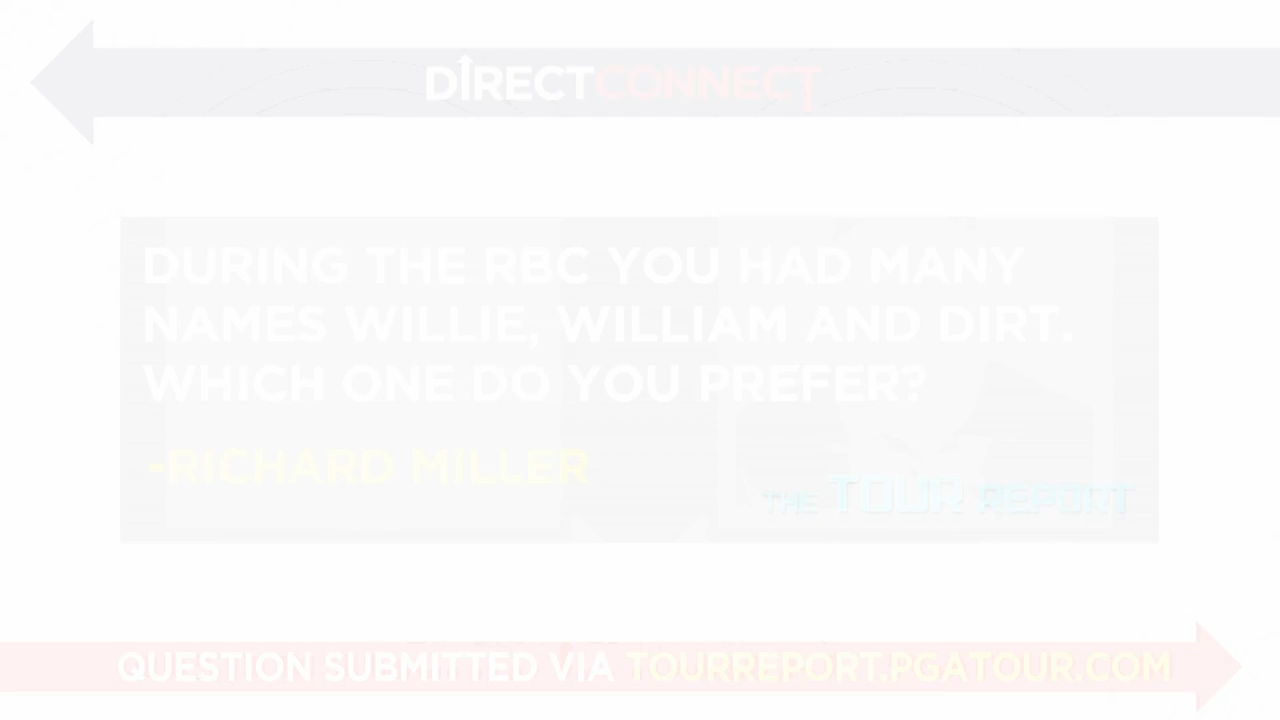 DIRECTCONNECT
DURING THE RBC YOU HAD MANY
NAMES WILLIE, WILLIAM AND DIRT.
WHICH ONE DO YOU PREFER?
-RICHARD MILLER
THE TOUR REPORT
QUESTION SUBMITTED VIA TOURREPORT.PGATOUR.COM